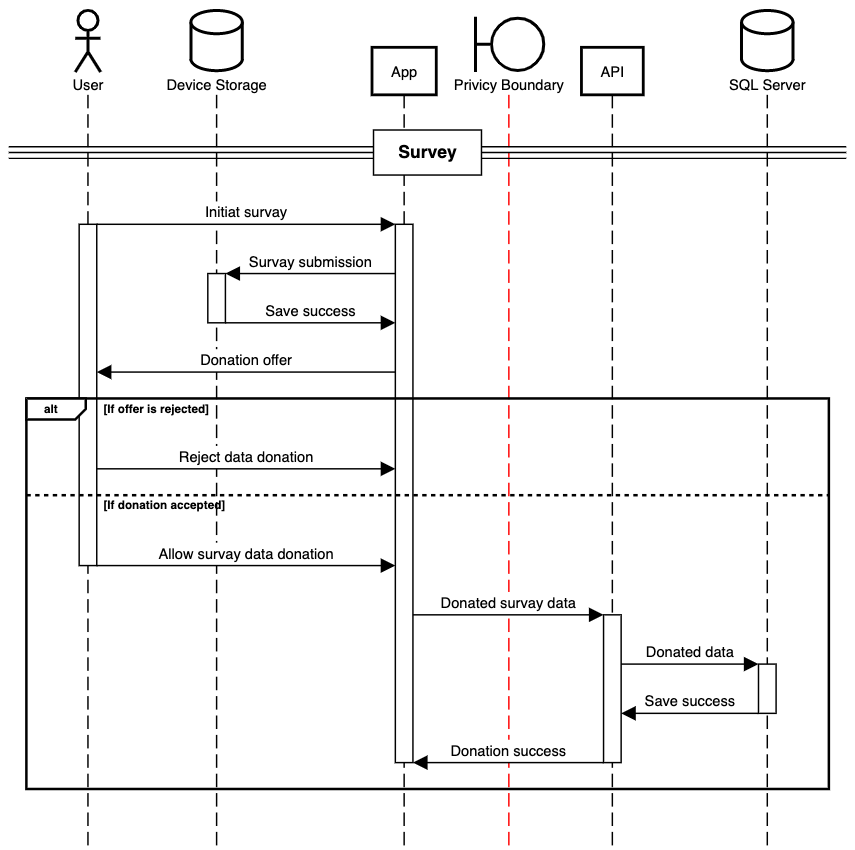 User
Device Storage
App
Privicy Boundary
API
SQL Server
Survey
Initiat survay
Survay submission
Save success
Donation offer
alt
[If offer is rejected]
Reject data donation
[If donation accepted]
Allow survay data donation
Donated survay data
Donated data
Save success
Donation success